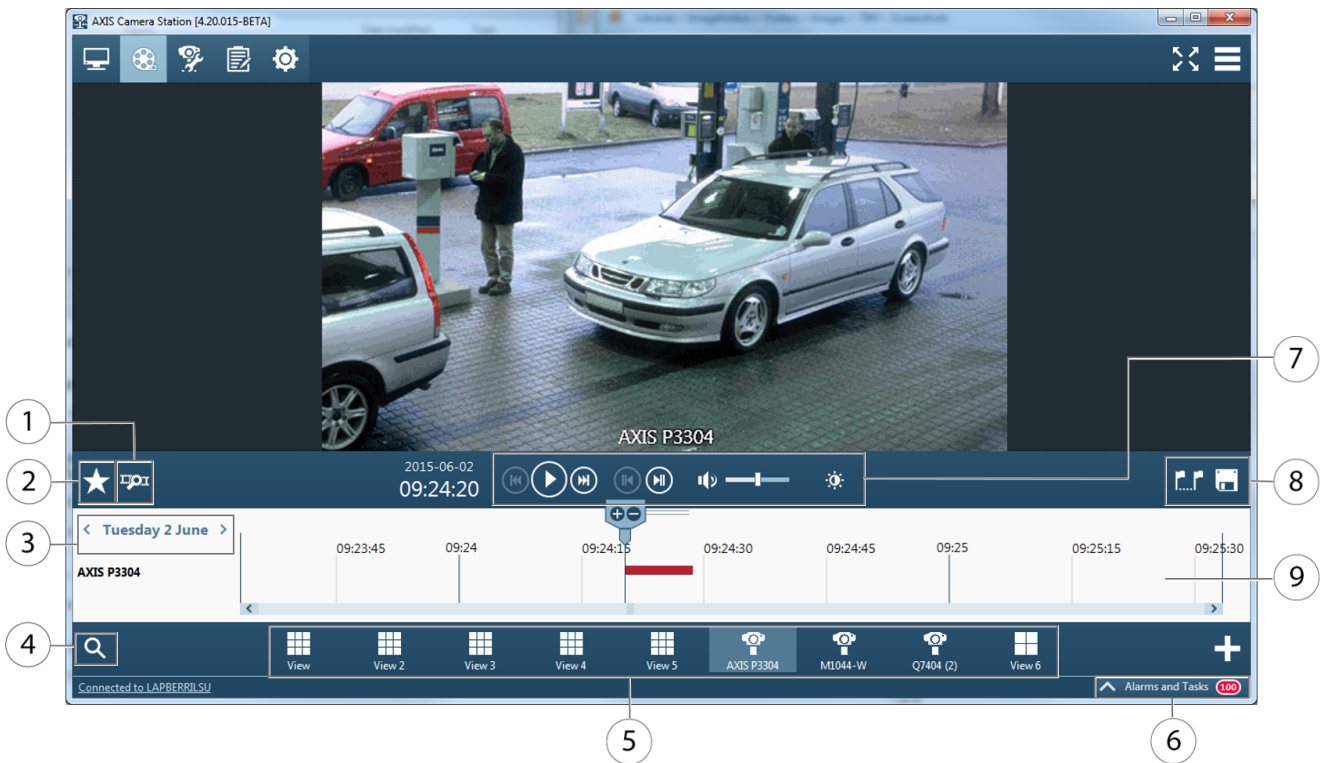 AXIS Camera Station [4.20.015-BETA]
AXIS P3304
2015-06-02
09:24:20
< Tuesday 2 June >
09:23:45 09:24 09:24:15 09:24:30 09:24:45 09:25 09:25:15 09:25:30
AXIS P3304
View View 2 View 3 View 4 View 5 AXIS P3304 M1044-W Q7404 (2) View 6
Connected to LAPBERRILSU
Alarms and Tasks 100
1
2
3
4
5
6
7
8
9